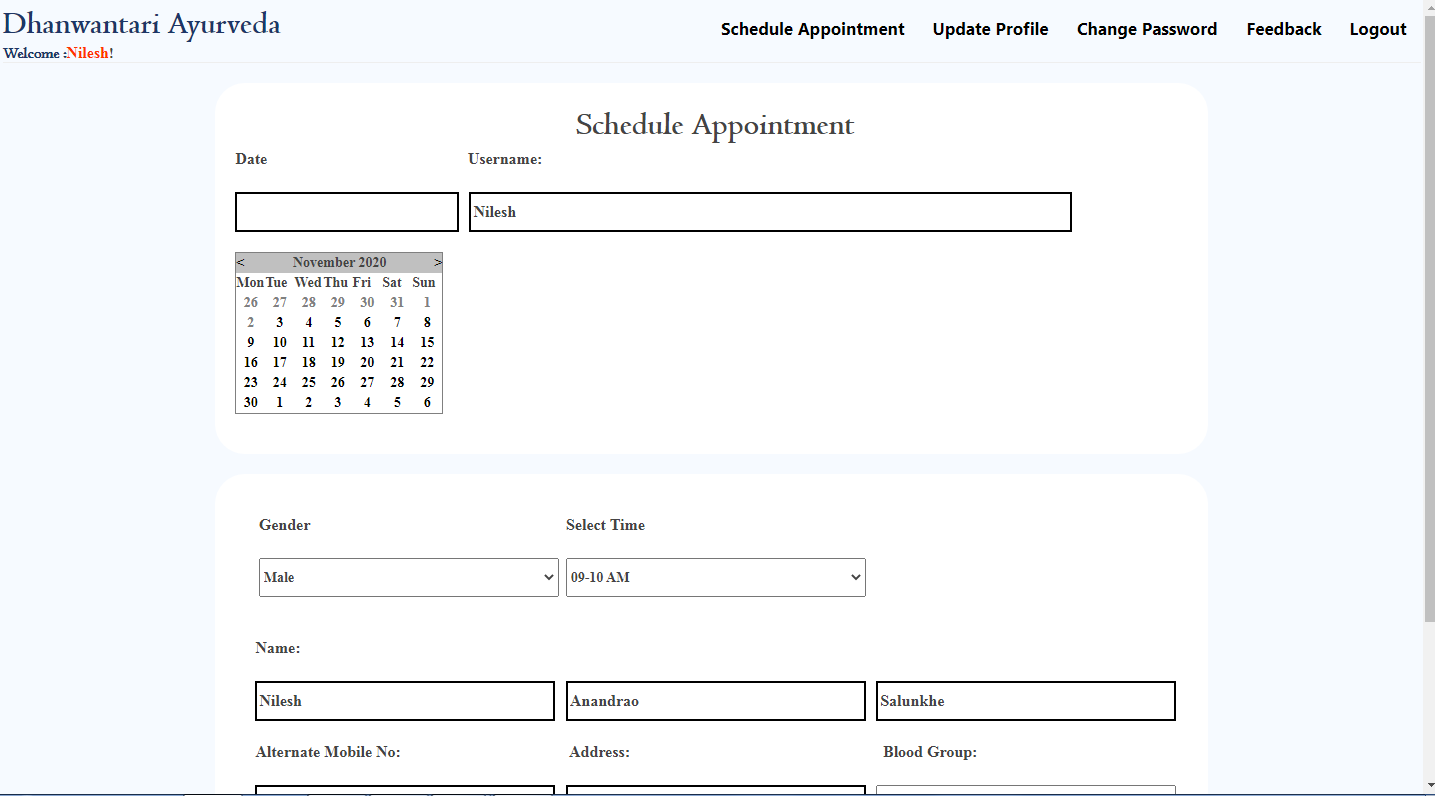 Dhanwantari Ayurveda
Schedule Appointment Update Profile Change Password Feedback Logout
Welcome :Nilesh!
Schedule Appointment
Date Username:
Nilesh
< November 2020 >
Mon Tue Wed Thu Fri Sat Sun
26 27 28 29 30 31 1
2 3 4 5 6 7 8
9 10 11 12 13 14 15
16 17 18 19 20 21 22
23 24 25 26 27 28 29
30 1 2 3 4 5 6
Gender Select Time
Male 09-10 AM
Name:
Nilesh Anandrao Salunkhe
Alternate Mobile No: Address: Blood Group: